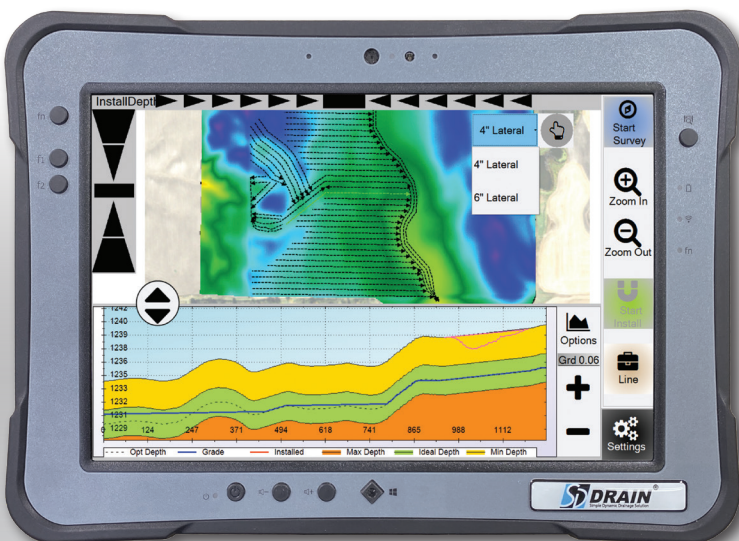 InstallDepth
4" Lateral
4" Lateral
6" Lateral
Start
Survey
Zoom In
Zoom Out
Start
Install
Line
Settings
fn
f1
f2
fn
1242
1240
1239
1238
1236
1235
1233
1232
1231
1229
0 124 247 371 494 618 741 865 988 1112
Options
Grd 0.06
Opt Depth Grade Installed Max Depth Ideal Depth Min Depth
SD DRAIN®
Simple Dynamic Drainage Solution